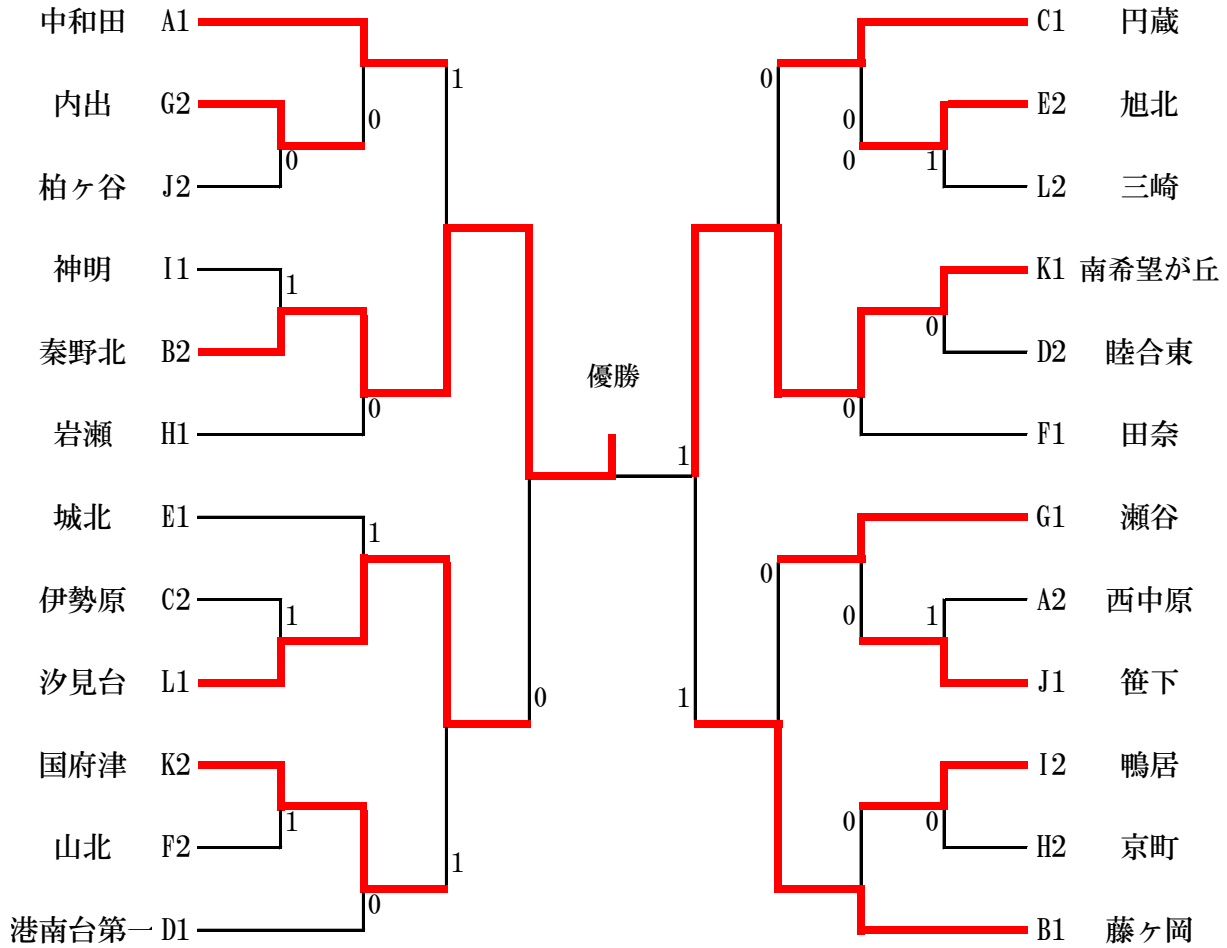 中和田 A1
1
内出 G2
0
0
柏ヶ谷 J2
神明 I1
1
秦野北 B2
岩瀬 H1
0
城北 E1
1
伊勢原 C2
1
汐見台 L1
0
国府津 K2
1
山北 F2
1
港南台第一 D1
0
優勝
1
1
C1 円蔵
0
E2 旭北
0
0
1
L2 三崎
K1 南希望が丘
0
D2 睦合東
0
F1 田奈
G1 瀬谷
0
A2 西中原
0
1
J1 笹下
I2 鴨居
0
0
H2 京町
B1 藤ヶ岡